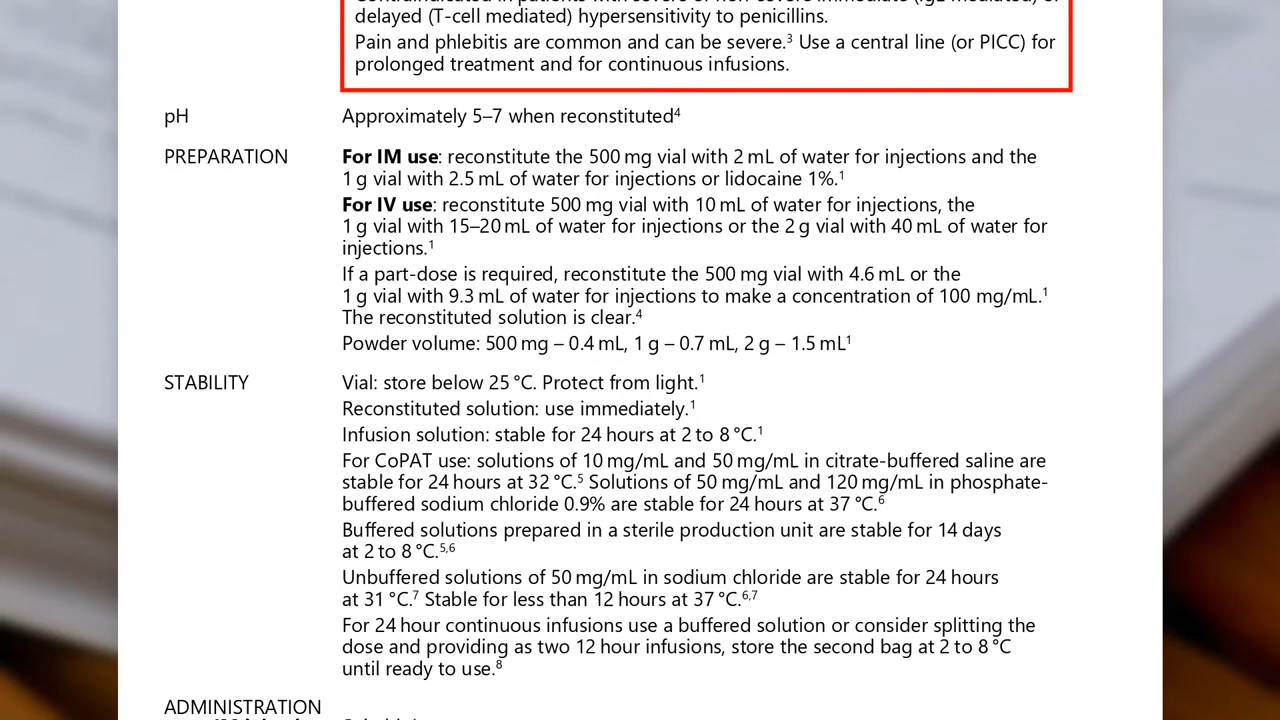 delayed (T-cell mediated) hypersensitivity to penicillins.
Pain and phlebitis are common and can be severe.³ Use a central line (or PICC) for
prolonged treatment and for continuous infusions.
pH Approximately 5–7 when reconstituted⁴
PREPARATION For IM use: reconstitute the 500 mg vial with 2 mL of water for injections and the
1 g vial with 2.5 mL of water for injections or lidocaine 1%.¹
For IV use: reconstitute 500 mg vial with 10 mL of water for injections, the
1 g vial with 15–20 mL of water for injections or the 2 g vial with 40 mL of water for
injections.¹
If a part-dose is required, reconstitute the 500 mg vial with 4.6 mL or the
1 g vial with 9.3 mL of water for injections to make a concentration of 100 mg/mL.¹
The reconstituted solution is clear.⁴
Powder volume: 500 mg – 0.4 mL, 1 g – 0.7 mL, 2 g – 1.5 mL¹
STABILITY Vial: store below 25 °C. Protect from light.¹
Reconstituted solution: use immediately.¹
Infusion solution: stable for 24 hours at 2 to 8 °C.¹
For CoPAT use: solutions of 10 mg/mL and 50 mg/mL in citrate-buffered saline are
stable for 24 hours at 32 °C.⁵ Solutions of 50 mg/mL and 120 mg/mL in phosphate-
buffered sodium chloride 0.9% are stable for 24 hours at 37 °C.⁶
Buffered solutions prepared in a sterile production unit are stable for 14 days
at 2 to 8 °C.⁵,⁶
Unbuffered solutions of 50 mg/mL in sodium chloride are stable for 24 hours
at 31 °C.⁷ Stable for less than 12 hours at 37 °C.⁶,⁷
For 24 hour continuous infusions use a buffered solution or consider splitting the
dose and providing as two 12 hour infusions, store the second bag at 2 to 8 °C
until ready to use.⁸
ADMINISTRATION